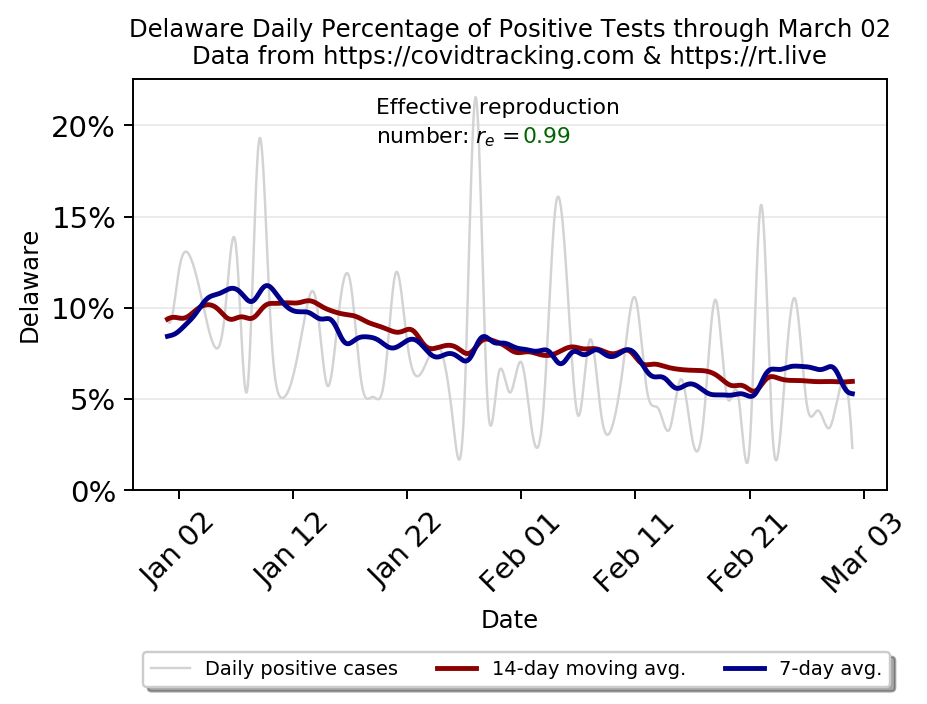 Delaware Daily Percentage of Positive Tests through March 02
Data from https://covidtracking.com & https://rt.live
Effective reproduction
number: rₑ = 0.99
20%
15%
10%
5%
0%
Delaware
Jan 02
Jan 12
Jan 22
Feb 01
Feb 11
Feb 21
Mar 03
Date
Daily positive cases
14-day moving avg.
7-day avg.